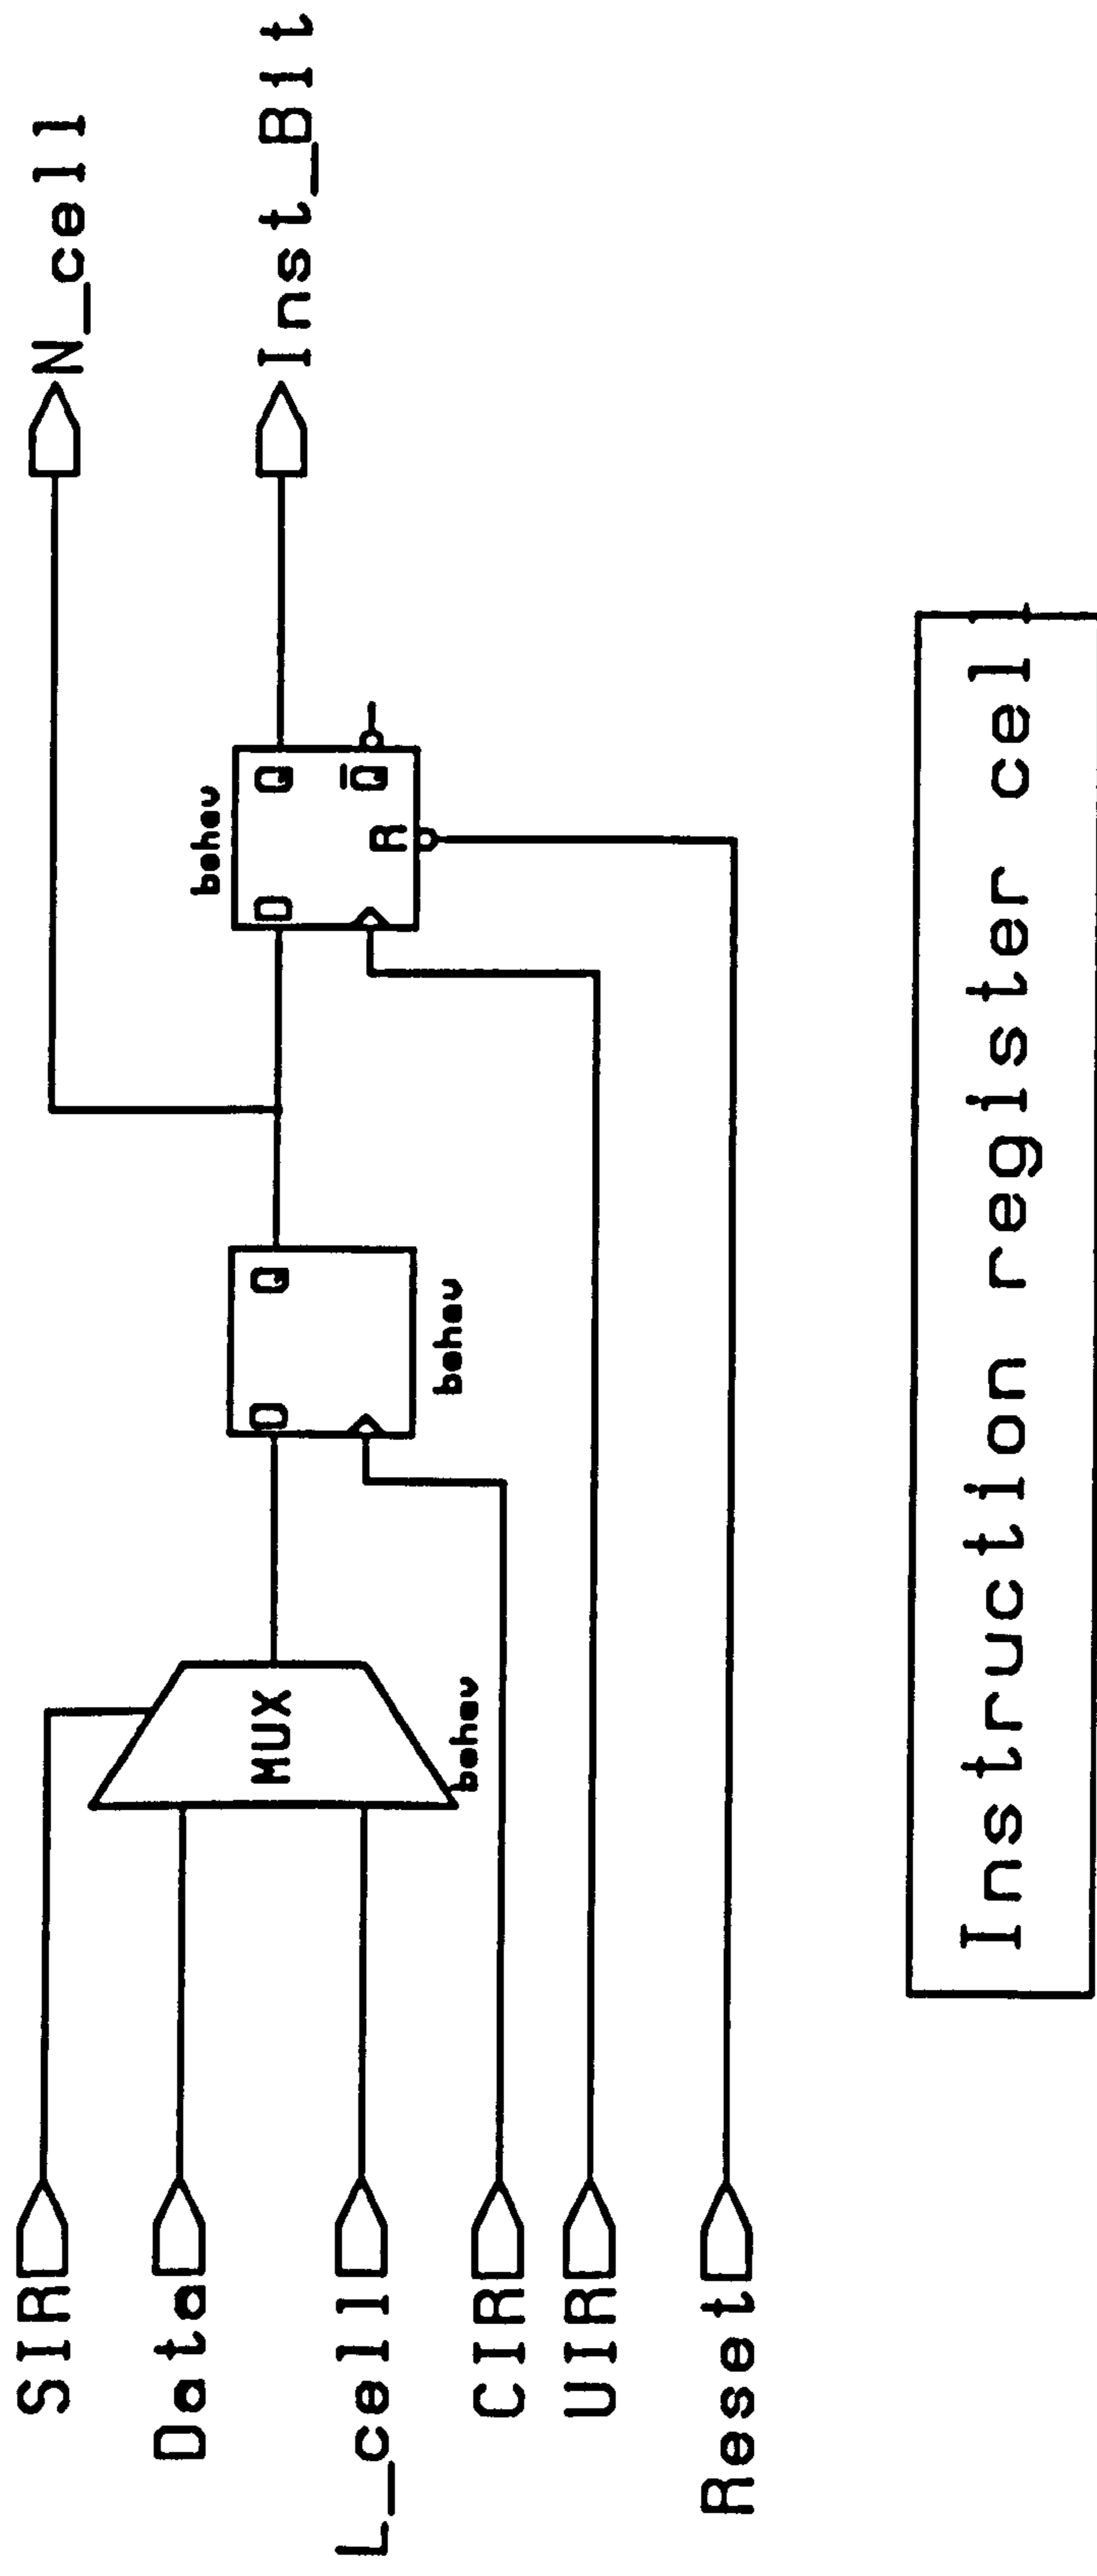 SIR
N_cell
Data
behav
MUX
D
Q
D
Q
Inst_Bit
Q̅
R
L_cell
behav
behav
CIR
UIR
Reset
Instruction register cell